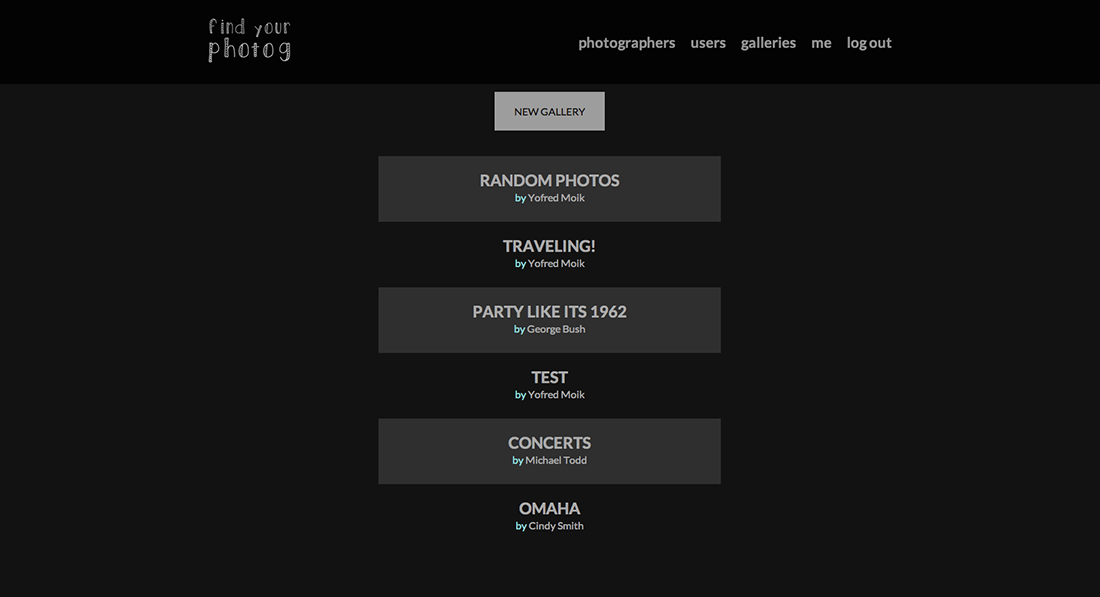 find your
photog
photographers users galleries me log out
NEW GALLERY
RANDOM PHOTOS
by Yofred Moik
TRAVELING!
by Yofred Moik
PARTY LIKE ITS 1962
by George Bush
TEST
by Yofred Moik
CONCERTS
by Michael Todd
OMAHA
by Cindy Smith